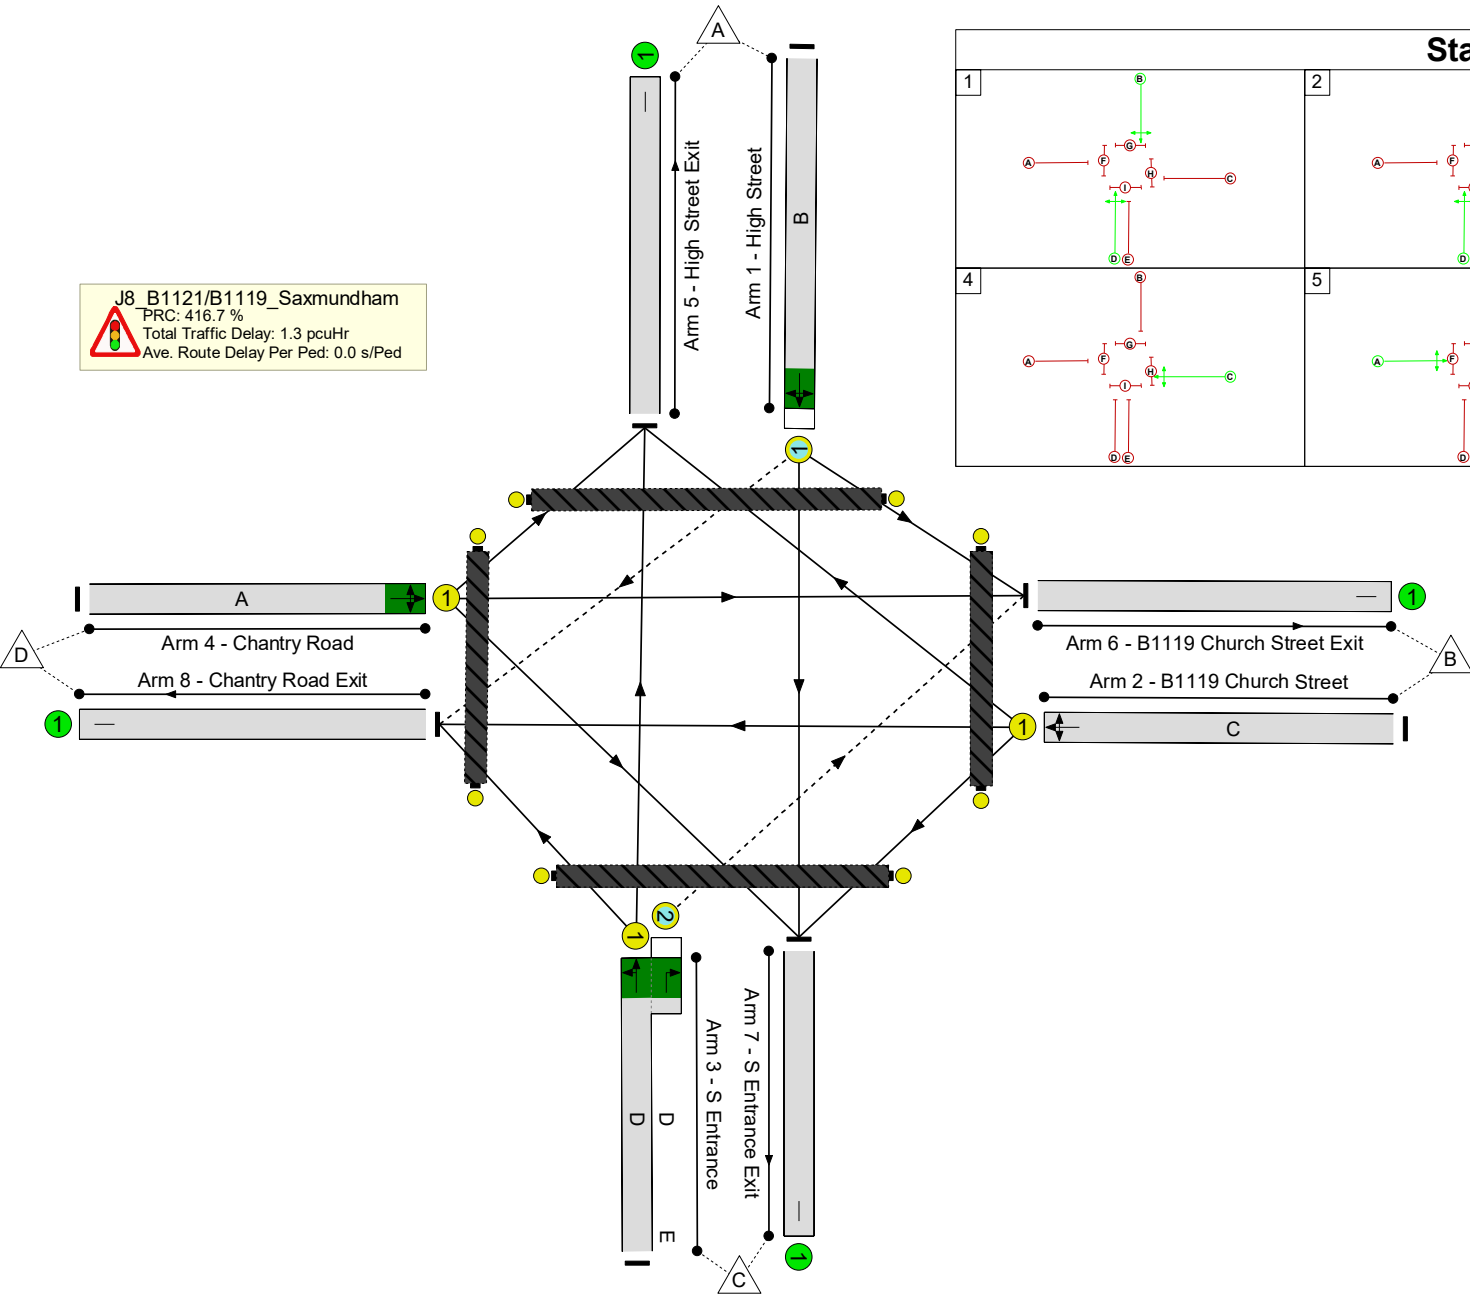 A
1
Sta
1
B
G
A
F
H
C
I
D
E
2
A
F
D
4
B
G
A
F
H
C
I
D
E
5
A
F
D
J8_B1121/B1119_Saxmundham
PRC: 416.7 %
Total Traffic Delay: 1.3 pcuHr
Ave. Route Delay Per Ped: 0.0 s/Ped
Arm 5 - High Street Exit
Arm 1 - High Street
B
1
A
1
Arm 4 - Chantry Road
D
Arm 8 - Chantry Road Exit
1
1
Arm 6 - B1119 Church Street Exit
B
Arm 2 - B1119 Church Street
1
C
2
1
D
D
E
Arm 3 - S Entrance
Arm 7 - S Entrance Exit
1
C